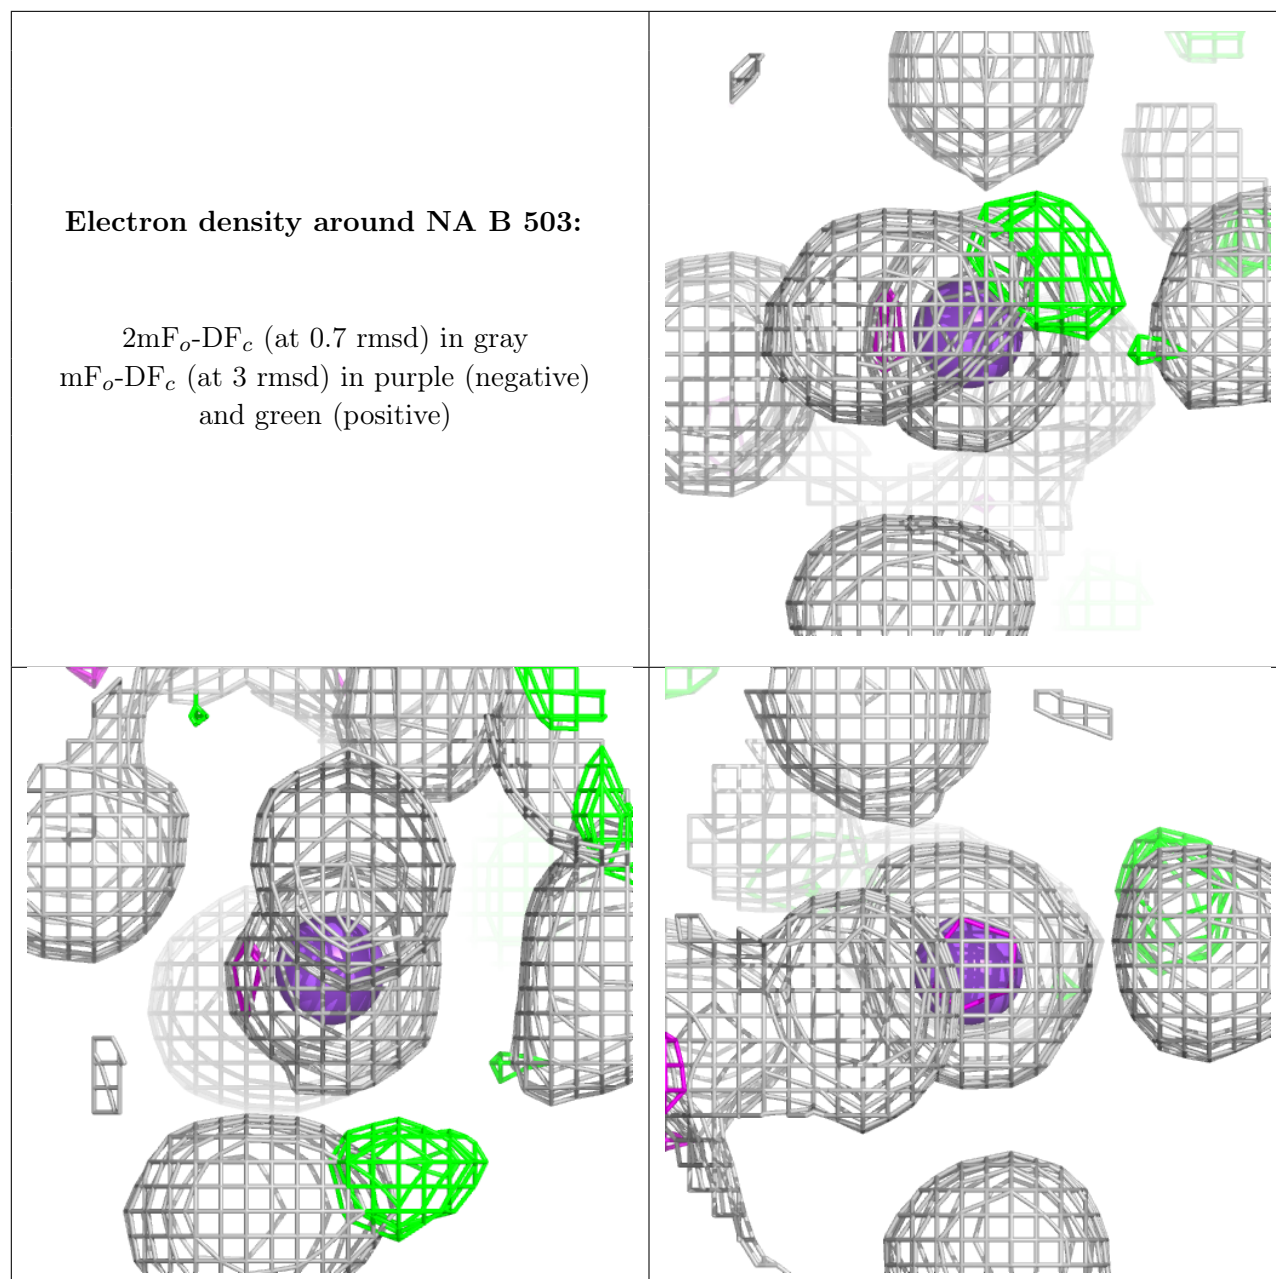 Electron density around NA B 503:
2mFo-DFc (at 0.7 rmsd) in gray
mFo-DFc (at 3 rmsd) in purple (negative)
and green (positive)